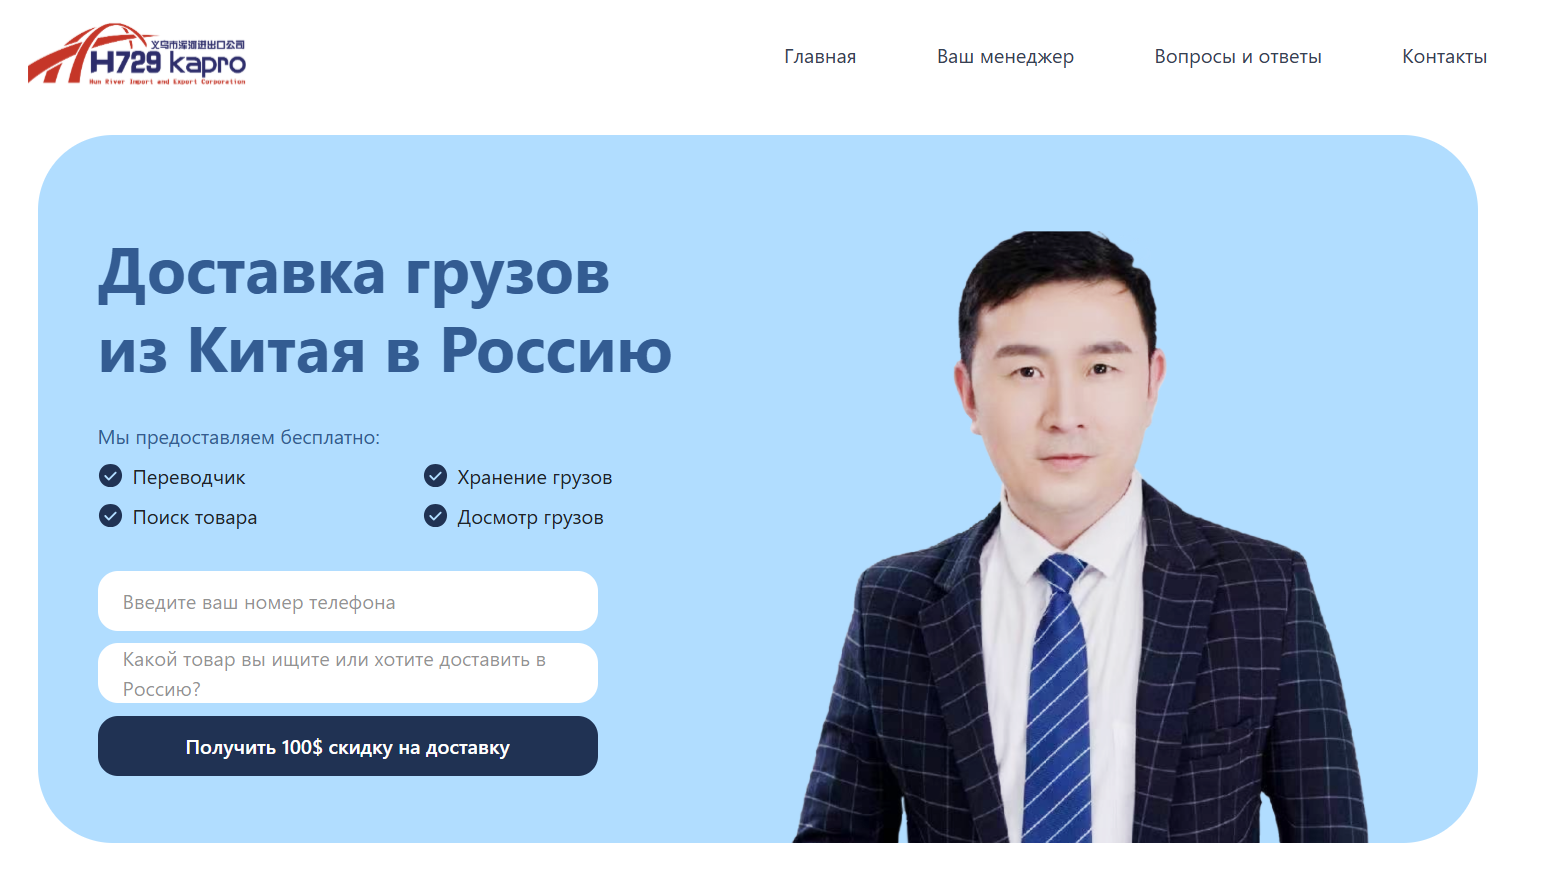 义乌市浑河进出口公司
H729 карго
Hun River Import and Export Corporation
Главная
Ваш менеджер
Вопросы и ответы
Контакты
Доставка грузов
из Китая в Россию
Мы предоставляем бесплатно:
Переводчик
Хранение грузов
Поиск товара
Досмотр грузов
Введите ваш номер телефона
Какой товар вы ищите или хотите доставить в
Россию?
Получить 100$ скидку на доставку